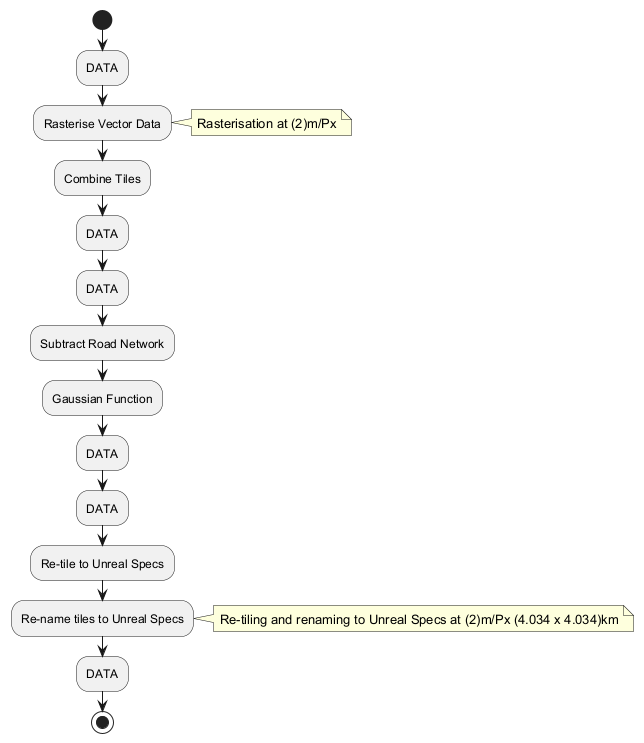 DATA
Rasterise Vector Data
Rasterisation at (2)m/Px
Combine Tiles
DATA
DATA
Subtract Road Network
Gaussian Function
DATA
DATA
Re-tile to Unreal Specs
Re-name tiles to Unreal Specs
Re-tiling and renaming to Unreal Specs at (2)m/Px (4.034 x 4.034)km
DATA